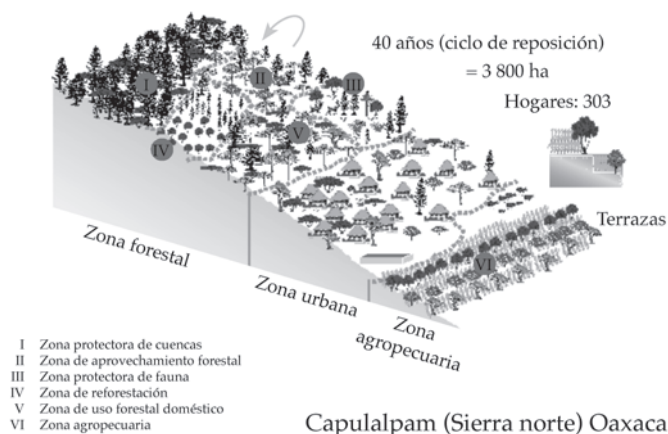 40 años (ciclo de reposición)
= 3 800 ha
Hogares: 303
I
II
III
IV
V
VI
Terrazas
Zona forestal
Zona urbana
Zona
agropecuaria
I Zona protectora de cuencas
II Zona de aprovechamiento forestal
III Zona protectora de fauna
IV Zona de reforestación
V Zona de uso forestal doméstico
VI Zona agropecuaria
Capulalpam (Sierra norte) Oaxaca